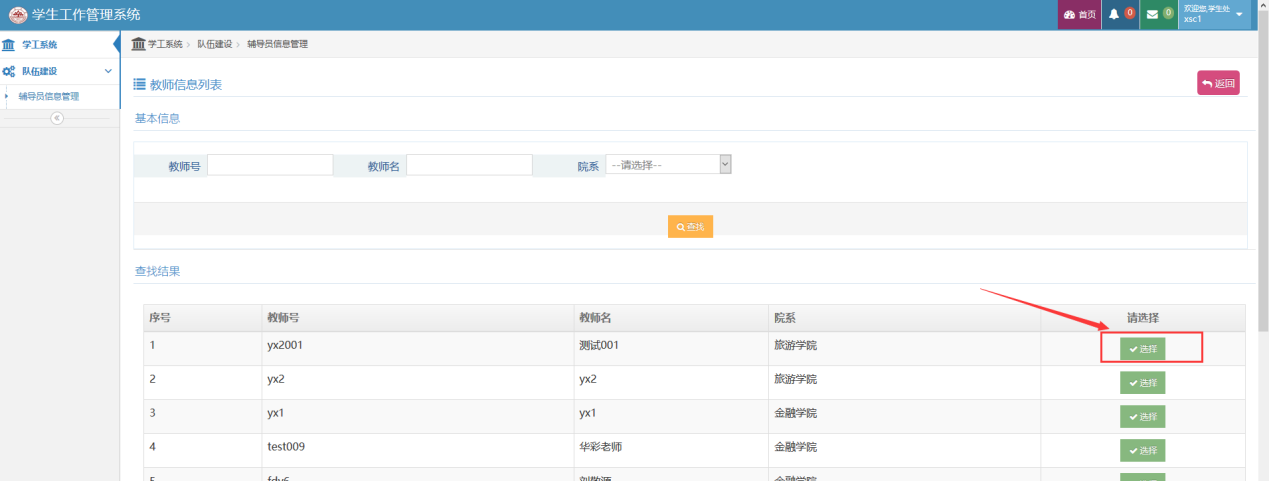 学生工作管理系统
首页
0
0
欢迎您,学生处
xsc1
学工系统
队伍建设
辅导员信息管理
学工系统 > 队伍建设 > 辅导员信息管理
教师信息列表
返回
基本信息
教师号
教师名
院系
--请选择--
查找
查找结果
序号 教师号 教师名 院系 请选择
1 yx2001 测试001 旅游学院 选择
2 yx2 yx2 旅游学院 选择
3 yx1 yx1 金融学院 选择
4 test009 华彩老师 金融学院 选择